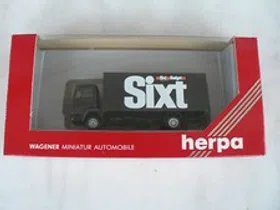 Sixt
WAGENER MINIATUR AUTOMOBILE
herpa